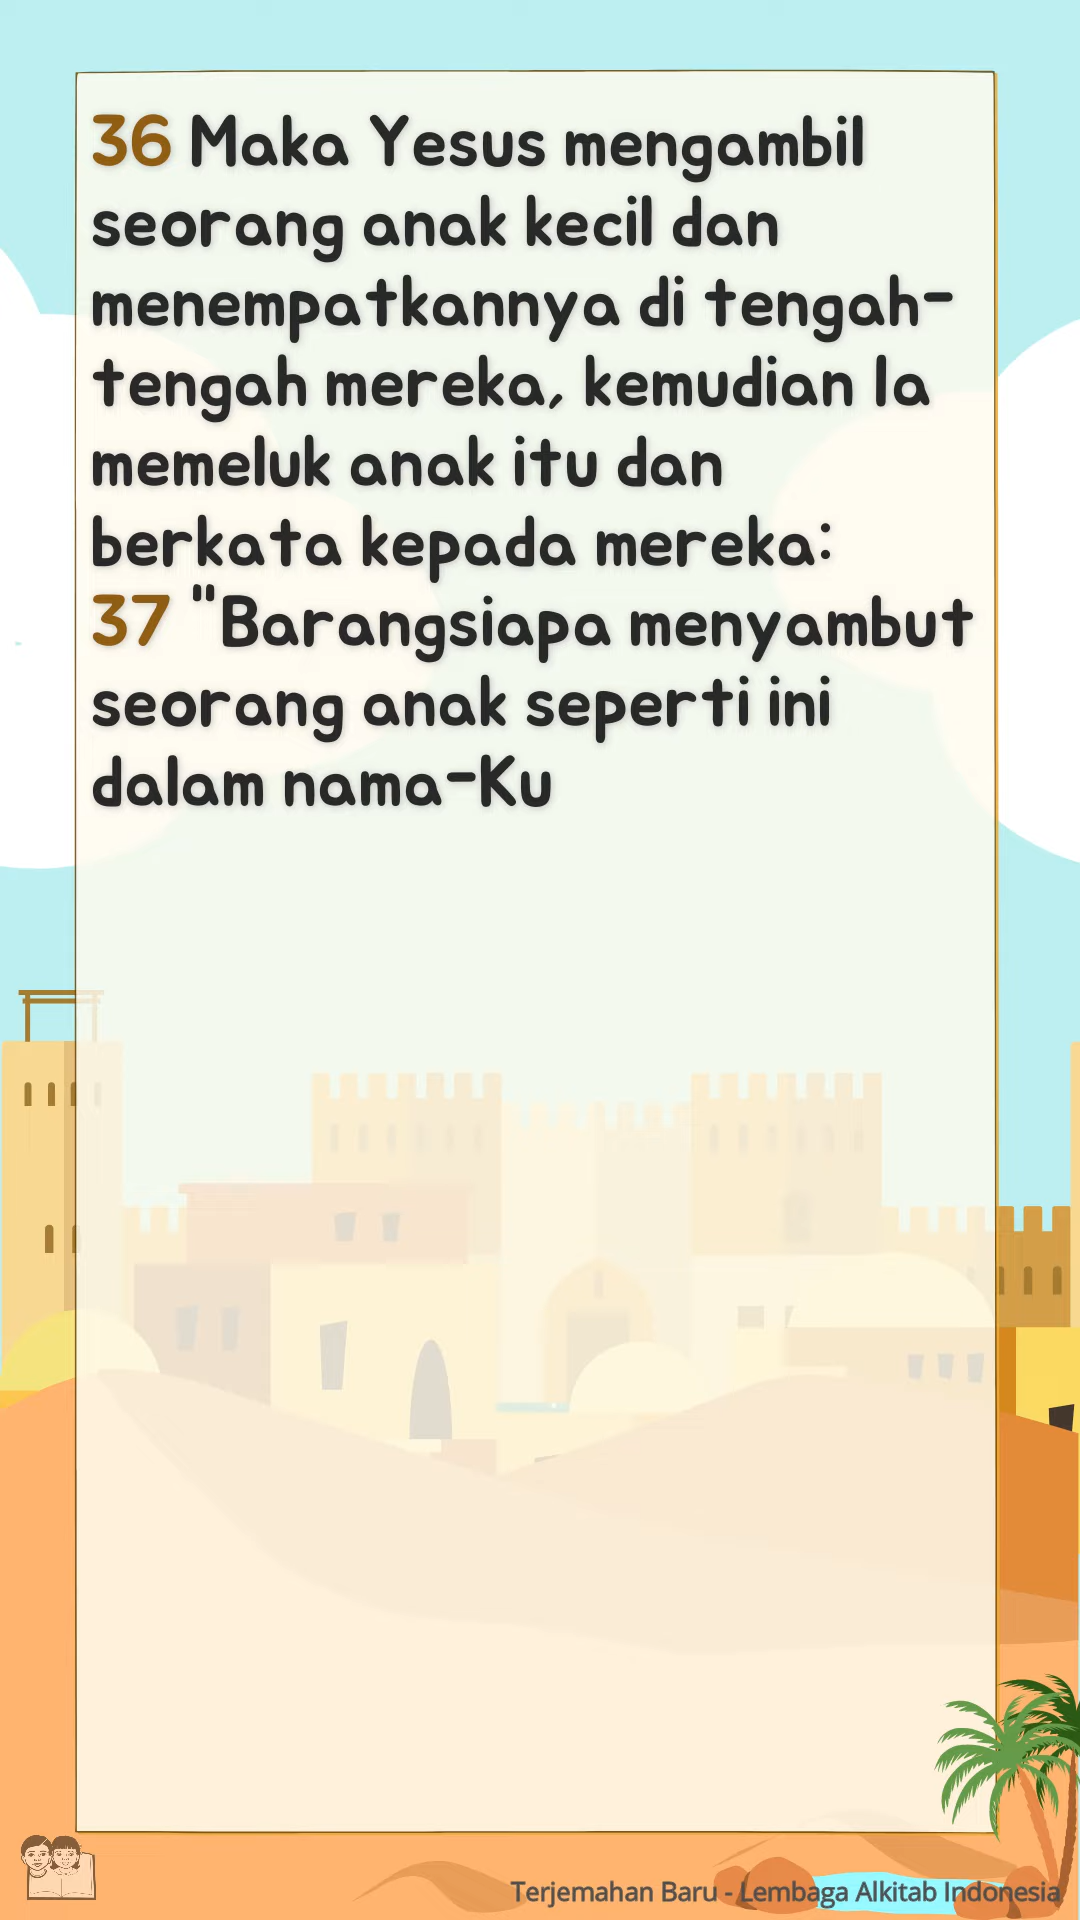 36 Maka Yesus mengambil
seorang anak kecil dan
menempatkannya di tengah-
tengah mereka, kemudian Ia
memeluk anak itu dan
berkata kepada mereka:
37 "Barangsiapa menyambut
seorang anak seperti ini
dalam nama-Ku
Terjemahan Baru - Lembaga Alkitab Indonesia